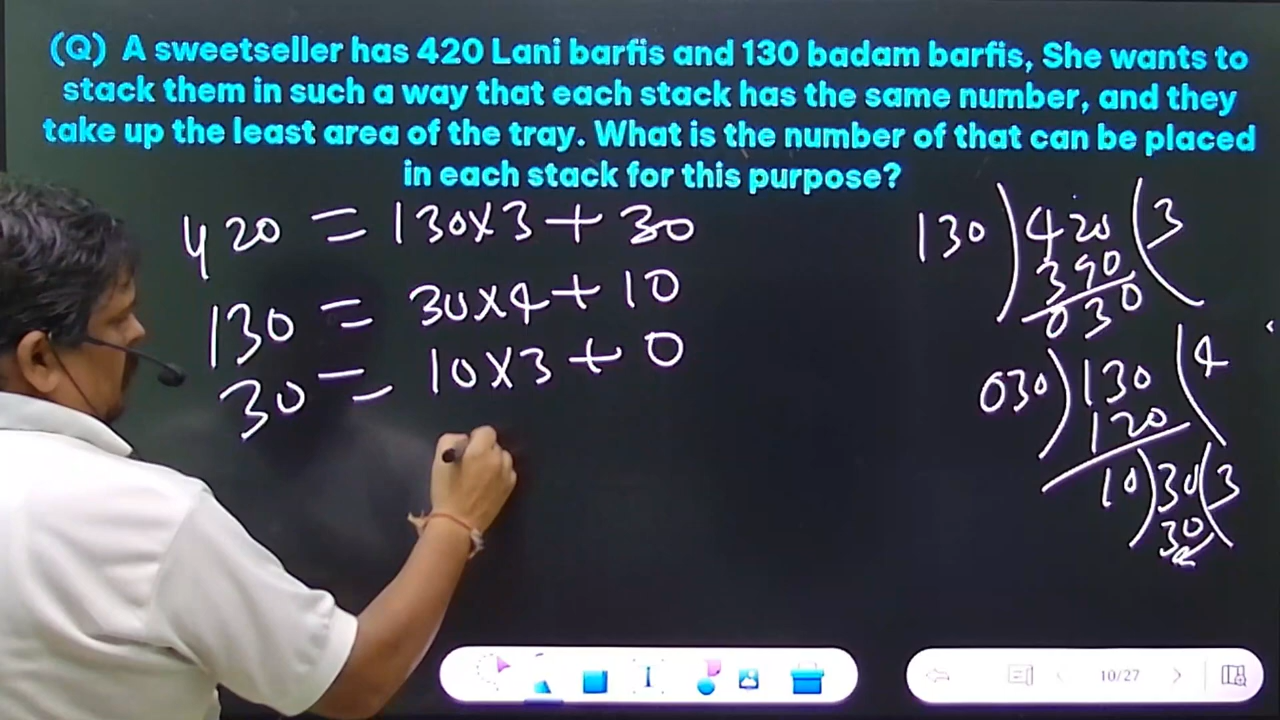 (Q) A sweetseller has 420 Lani barfis and 130 badam barfis, She wants to
stack them in such a way that each stack has the same number, and they
take up the least area of the tray. What is the number of that can be placed
in each stack for this purpose?
420 = 130×3 + 30
130 = 30×4 + 10
30 = 10×3 + 0
130)420(3
390
030
030)130(4
120
10)30(3
30
10/27